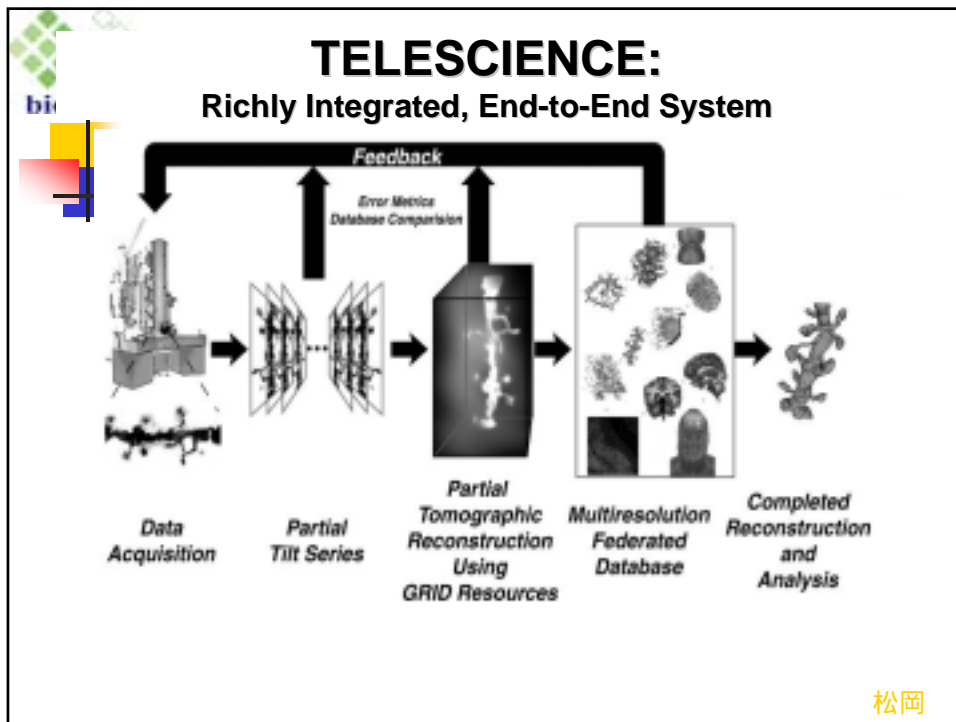 TELESCIENCE:
Richly Integrated, End-to-End System
Feedback
Error Metrics
Database Comparision
Data
Acquisition
Partial
Tilt Series
Partial
Tomographic
Reconstruction
Using
GRID Resources
Multiresolution
Federated
Database
Completed
Reconstruction
and
Analysis
松岡